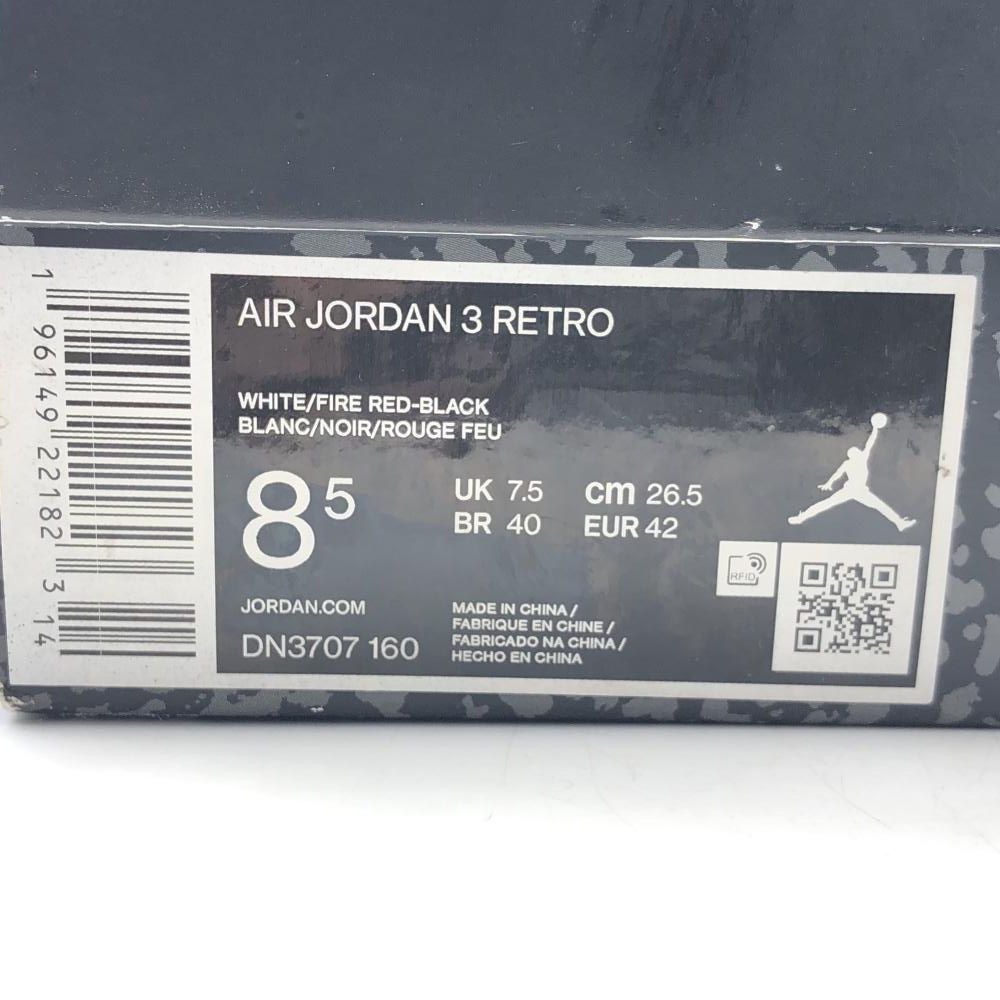 1 96149 22182 3 14
AIR JORDAN 3 RETRO
WHITE/FIRE RED-BLACK
BLANC/NOIR/ROUGE FEU
8 5
UK 7.5 cm 26.5
BR 40 EUR 42
RFID
JORDAN.COM
DN3707 160
MADE IN CHINA /
FABRIQUE EN CHINE /
FABRICADO NA CHINA /
HECHO EN CHINA